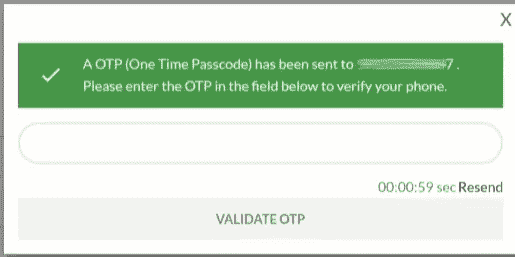 X
A OTP (One Time Passcode) has been sent to 7 .
Please enter the OTP in the field below to verify your phone.
00:00:59 sec Resend
VALIDATE OTP